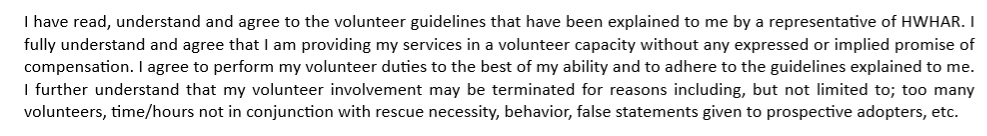 I have read, understand and agree to the volunteer guidelines that have been explained to me by a representative of HWHAR. I
fully understand and agree that I am providing my services in a volunteer capacity without any expressed or implied promise of
compensation. I agree to perform my volunteer duties to the best of my ability and to adhere to the guidelines explained to me.
I further understand that my volunteer involvement may be terminated for reasons including, but not limited to; too many
volunteers, time/hours not in conjunction with rescue necessity, behavior, false statements given to prospective adopters, etc.